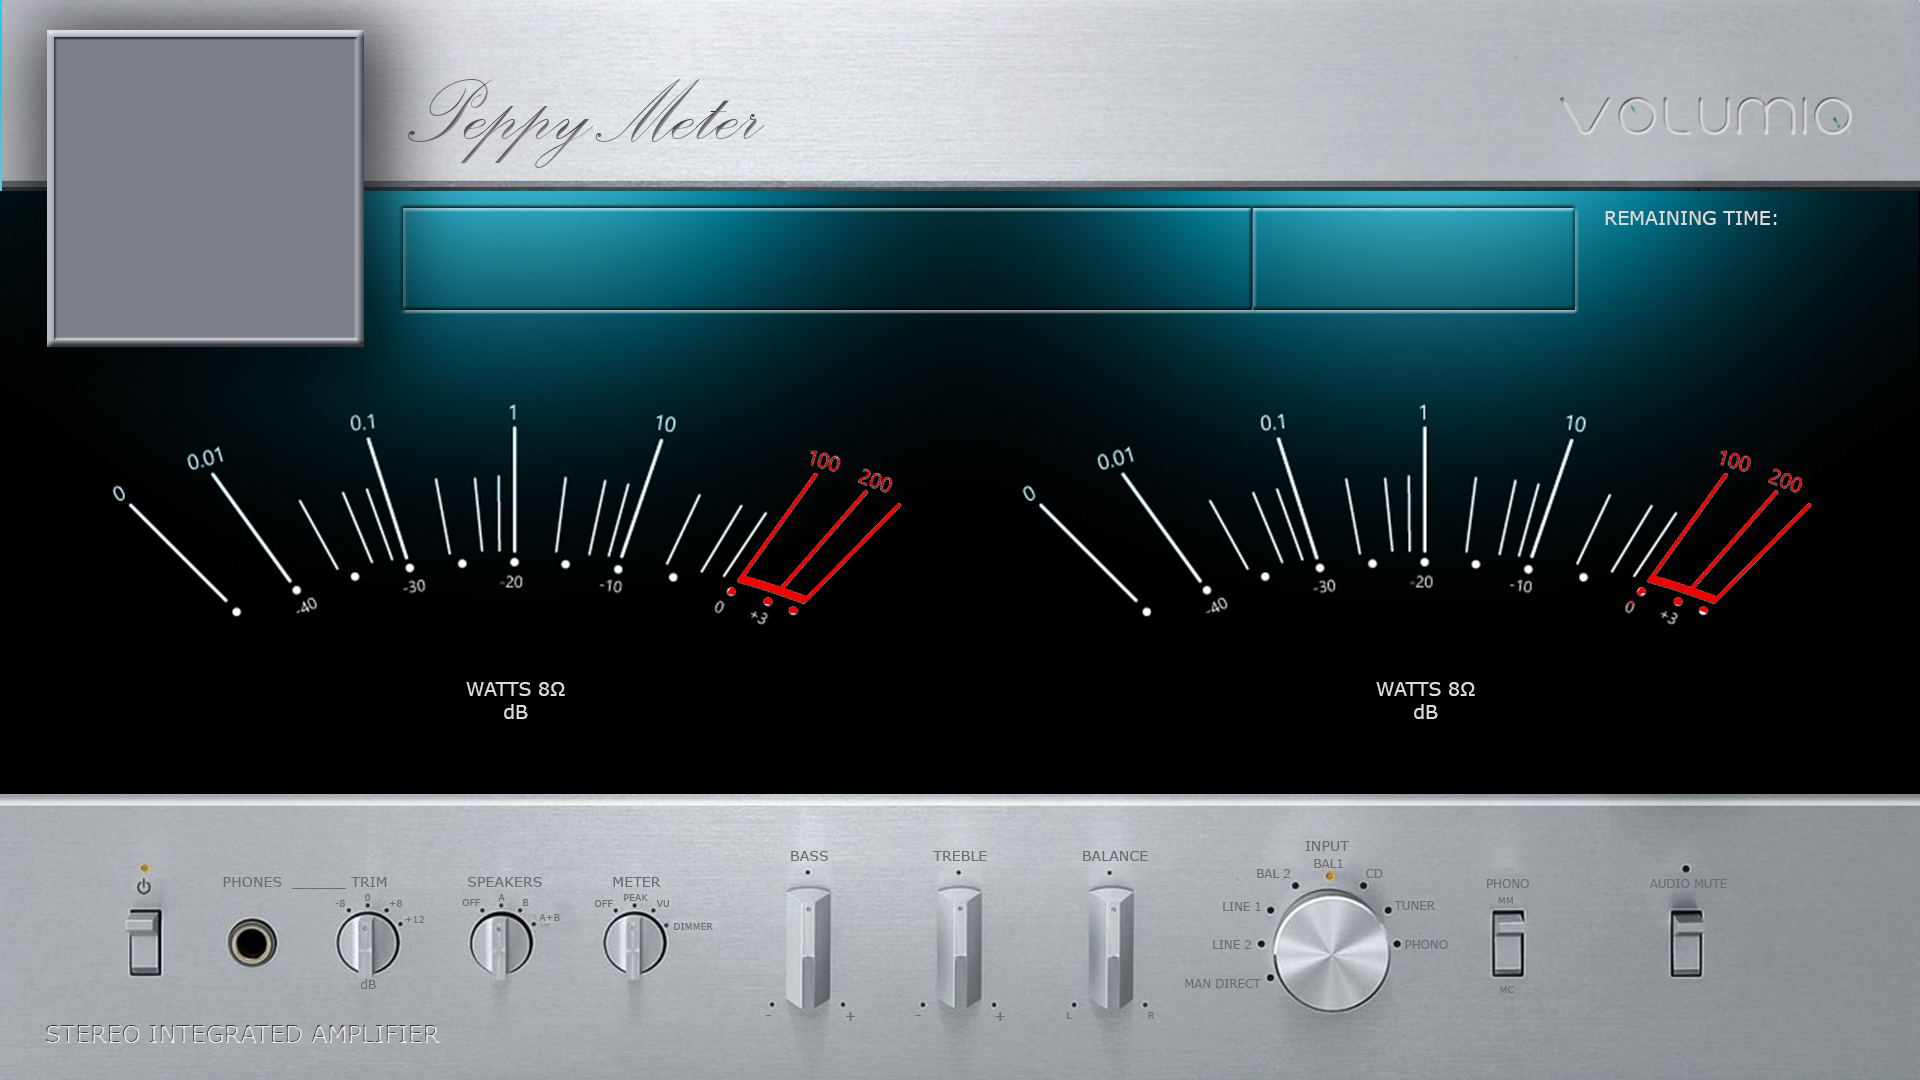 Peppy Meter
VOLUMIO
REMAINING TIME:
0 0.01 0.1 1 10 100 200
-40 -30 -20 -10 0 +3
WATTS 8Ω
dB
0 0.01 0.1 1 10 100 200
-40 -30 -20 -10 0 +3
WATTS 8Ω
dB
PHONES ______ TRIM
-8 0 +8 +12
dB
SPEAKERS
OFF A B A+B
METER
OFF PEAK VU DIMMER
BASS
- +
TREBLE
- +
BALANCE
L R
INPUT
BAL1
BAL 2 CD
LINE 1 TUNER
LINE 2 PHONO
MAN DIRECT
PHONO
MM
MC
AUDIO MUTE
STEREO INTEGRATED AMPLIFIER